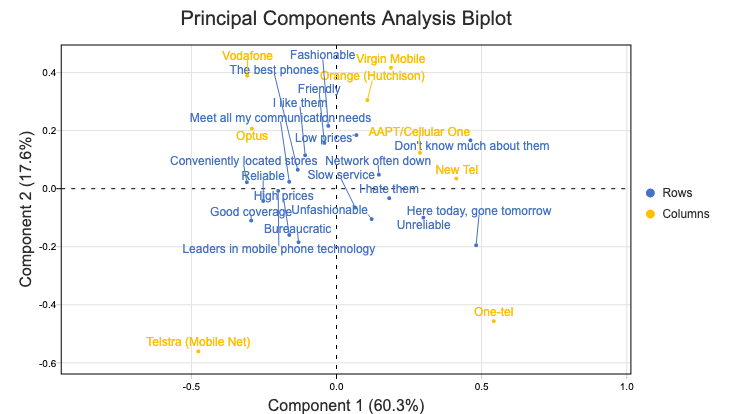 Principal Components Analysis Biplot
Vodafone
Fashionable
Virgin Mobile
The best phones
Orange (Hutchison)
Friendly
I like them
Meet all my communication needs
Optus
Low prices
AAPT/Cellular One
Don't know much about them
Conveniently located stores
Network often down
Reliable
Slow service
New Tel
High prices
I hate them
Good coverage
Unfashionable
Here today, gone tomorrow
Bureaucratic
Unreliable
Leaders in mobile phone technology
One-tel
Telstra (Mobile Net)
0.4
0.2
0.0
-0.2
-0.4
-0.6
-0.5
0.0
0.5
1.0
Component 2 (17.6%)
Component 1 (60.3%)
Rows
Columns